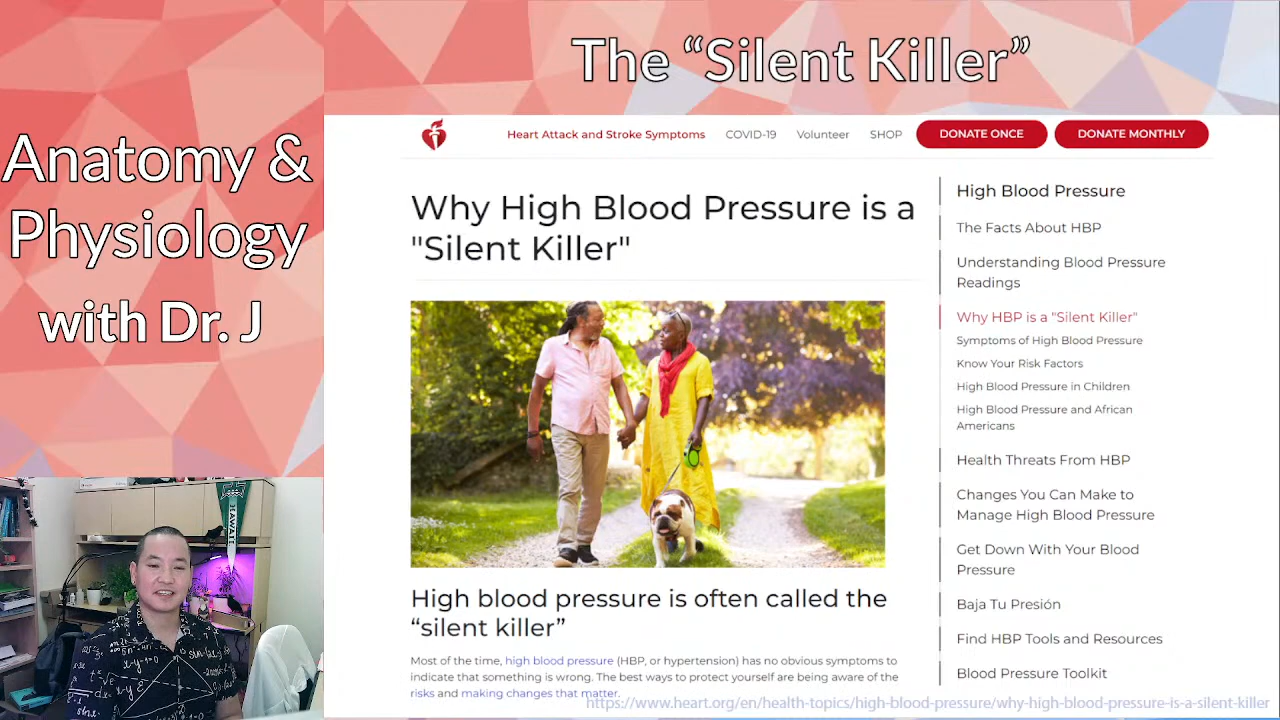 Anatomy &
Physiology
with Dr. J
The “Silent Killer”
Heart Attack and Stroke Symptoms COVID-19 Volunteer SHOP DONATE ONCE DONATE MONTHLY
Why High Blood Pressure is a
"Silent Killer"
High blood pressure is often called the
“silent killer”
Most of the time, high blood pressure (HBP, or hypertension) has no obvious symptoms to
indicate that something is wrong. The best ways to protect yourself are being aware of the
risks and making changes that matter.
High Blood Pressure
The Facts About HBP
Understanding Blood Pressure
Readings
Why HBP is a "Silent Killer"
Symptoms of High Blood Pressure
Know Your Risk Factors
High Blood Pressure in Children
High Blood Pressure and African
Americans
Health Threats From HBP
Changes You Can Make to
Manage High Blood Pressure
Get Down With Your Blood
Pressure
Baja Tu Presión
Find HBP Tools and Resources
Blood Pressure Toolkit
https://www.heart.org/en/health-topics/high-blood-pressure/why-high-blood-pressure-is-a-silent-killer
HAWAII